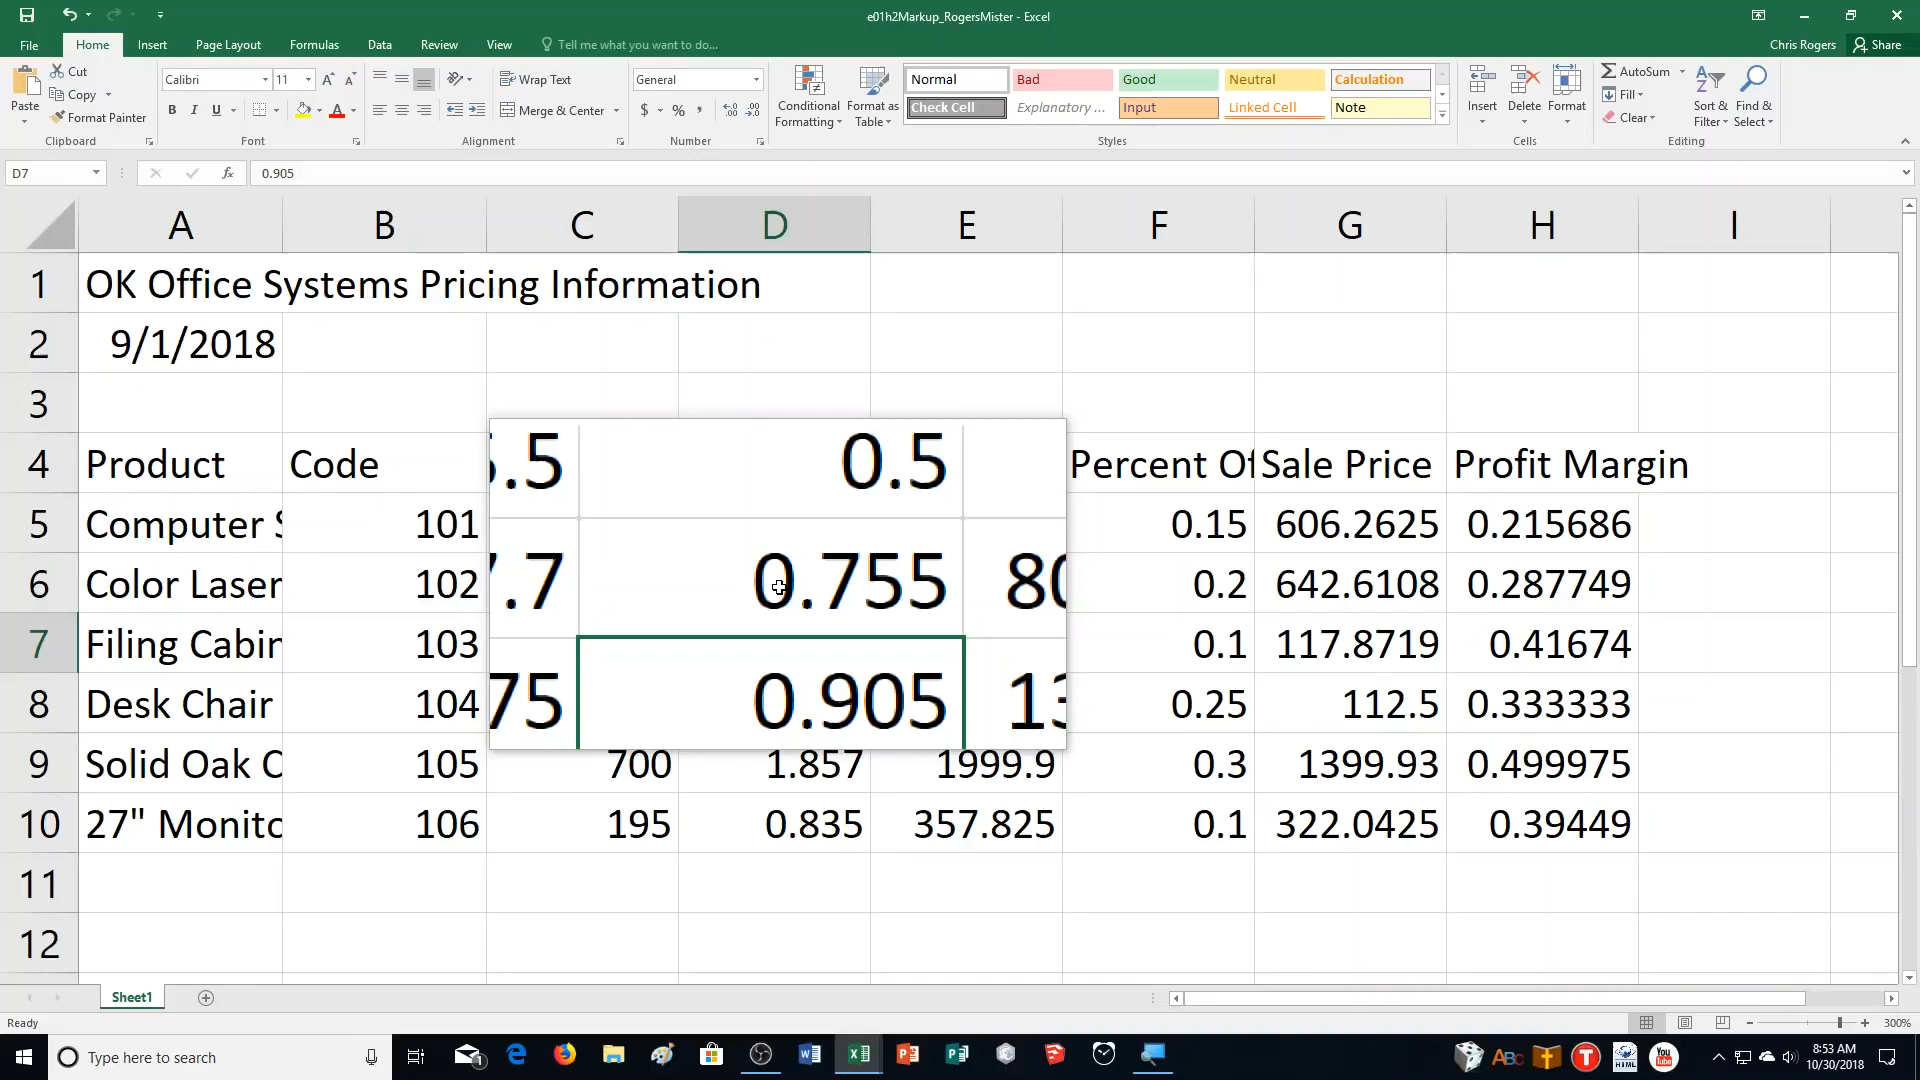 e01h2Markup_RogersMister - Excel
File Home Insert Page Layout Formulas Data Review View Tell me what you want to do... Chris Rogers Share
Cut
Copy
Format Painter
Paste
Clipboard
Calibri 11
B I U
Font
Wrap Text
Merge & Center
Alignment
General
$ % ,
Number
Conditional Formatting
Format as Table
Normal Bad Good Neutral Calculation
Check Cell Explanatory ... Input Linked Cell Note
Styles
Insert Delete Format
Cells
AutoSum
Fill
Clear
Sort & Filter
Find & Select
Editing
D7 fx 0.905
A B C D E F G H I
1 OK Office Systems Pricing Information
2 9/1/2018
3
4 Product Code Percent Of Sale Price Profit Margin
5 Computer 101 0.15 606.2625 0.215686
6 Color Laser 102 0.2 642.6108 0.287749
7 Filing Cabin 103 0.1 117.8719 0.41674
8 Desk Chair 104 0.25 112.5 0.333333
9 Solid Oak 105 700 1.857 1999.9 0.3 1399.93 0.499975
10 27" Monito 106 195 0.835 357.825 0.1 322.0425 0.39449
11
12
.5 0.5
.7 0.755 80
75 0.905 13
Sheet1
Ready 300%
Type here to search
8:53 AM
10/30/2018